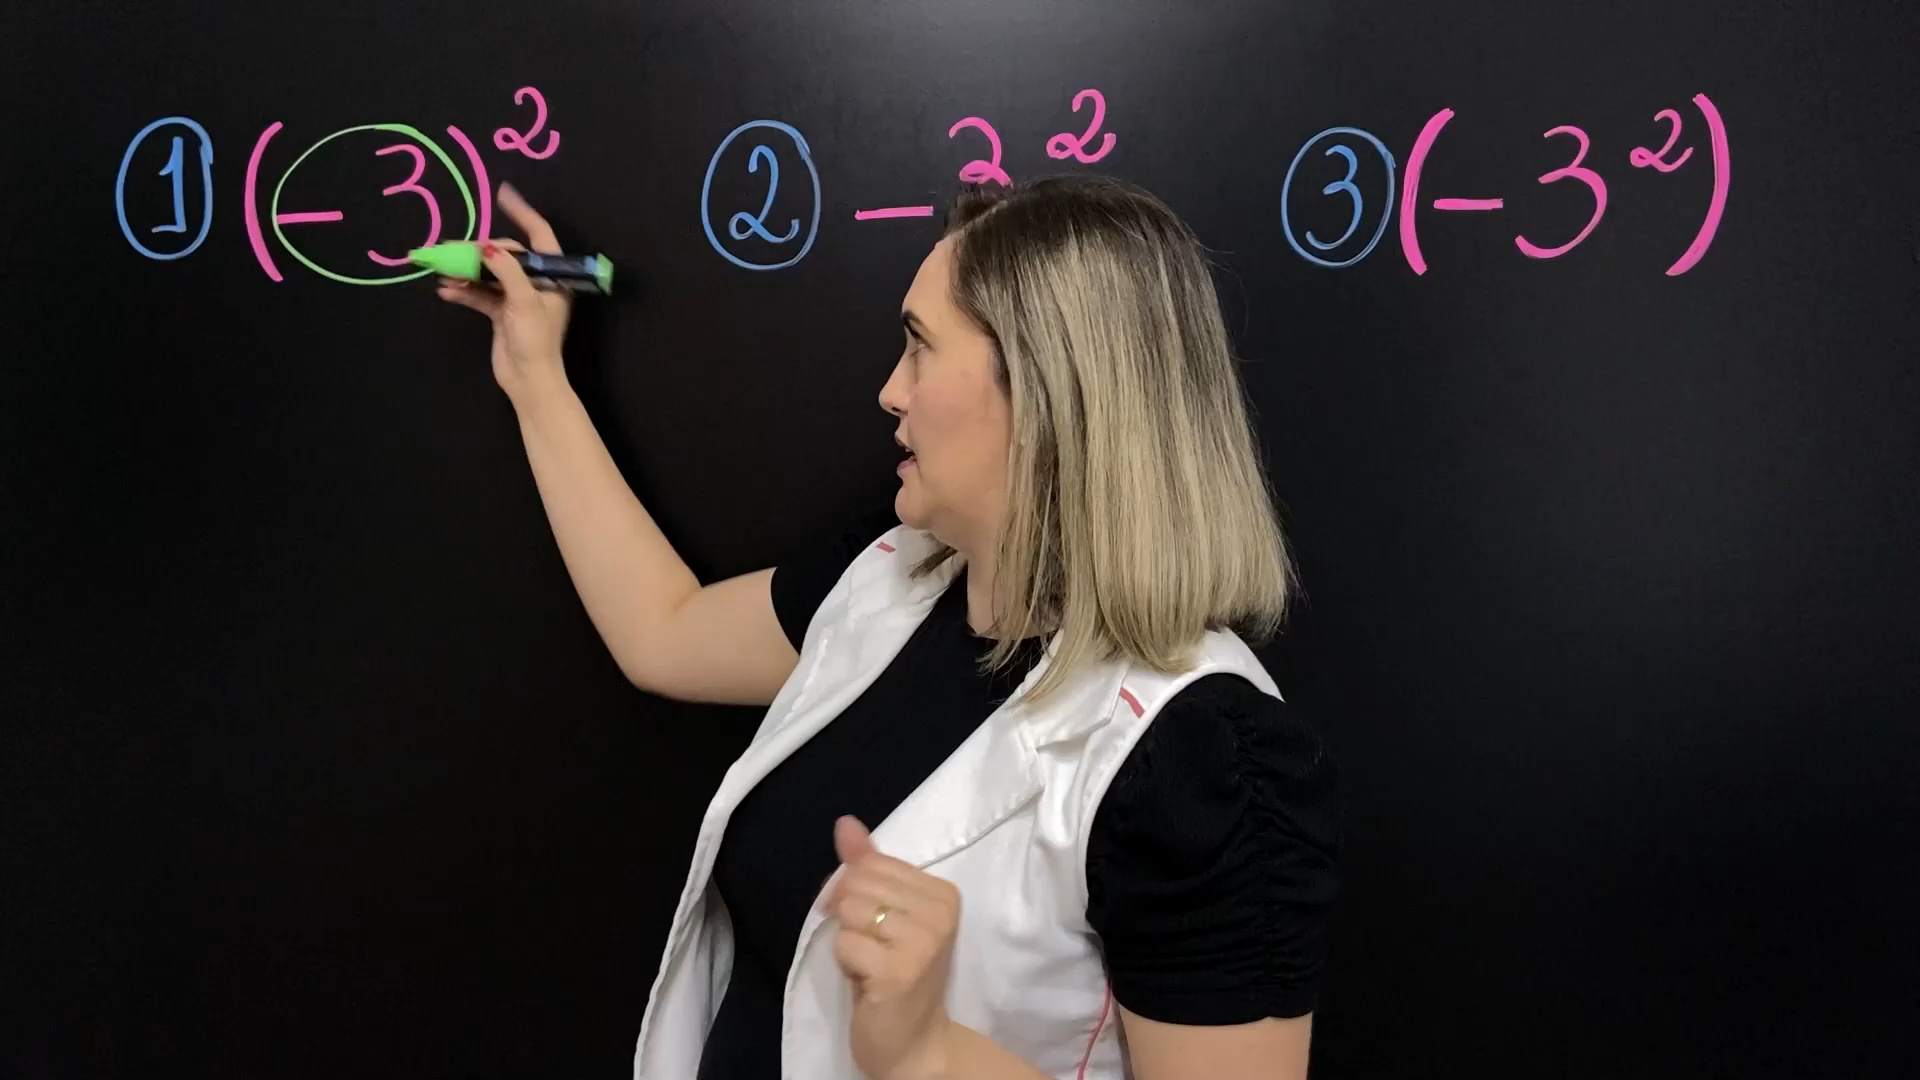 ① (-3)² ② -3² ③ (-3²)